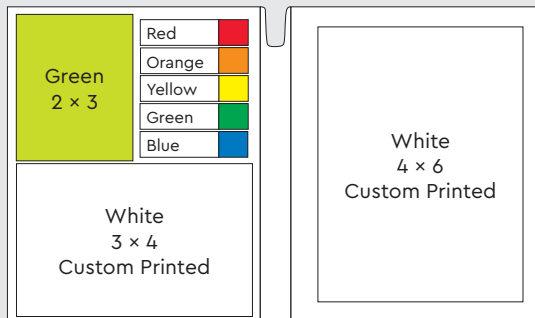 Green
2 × 3
Red
Orange
Yellow
Green
Blue
White
3 × 4
Custom Printed
White
4 × 6
Custom Printed